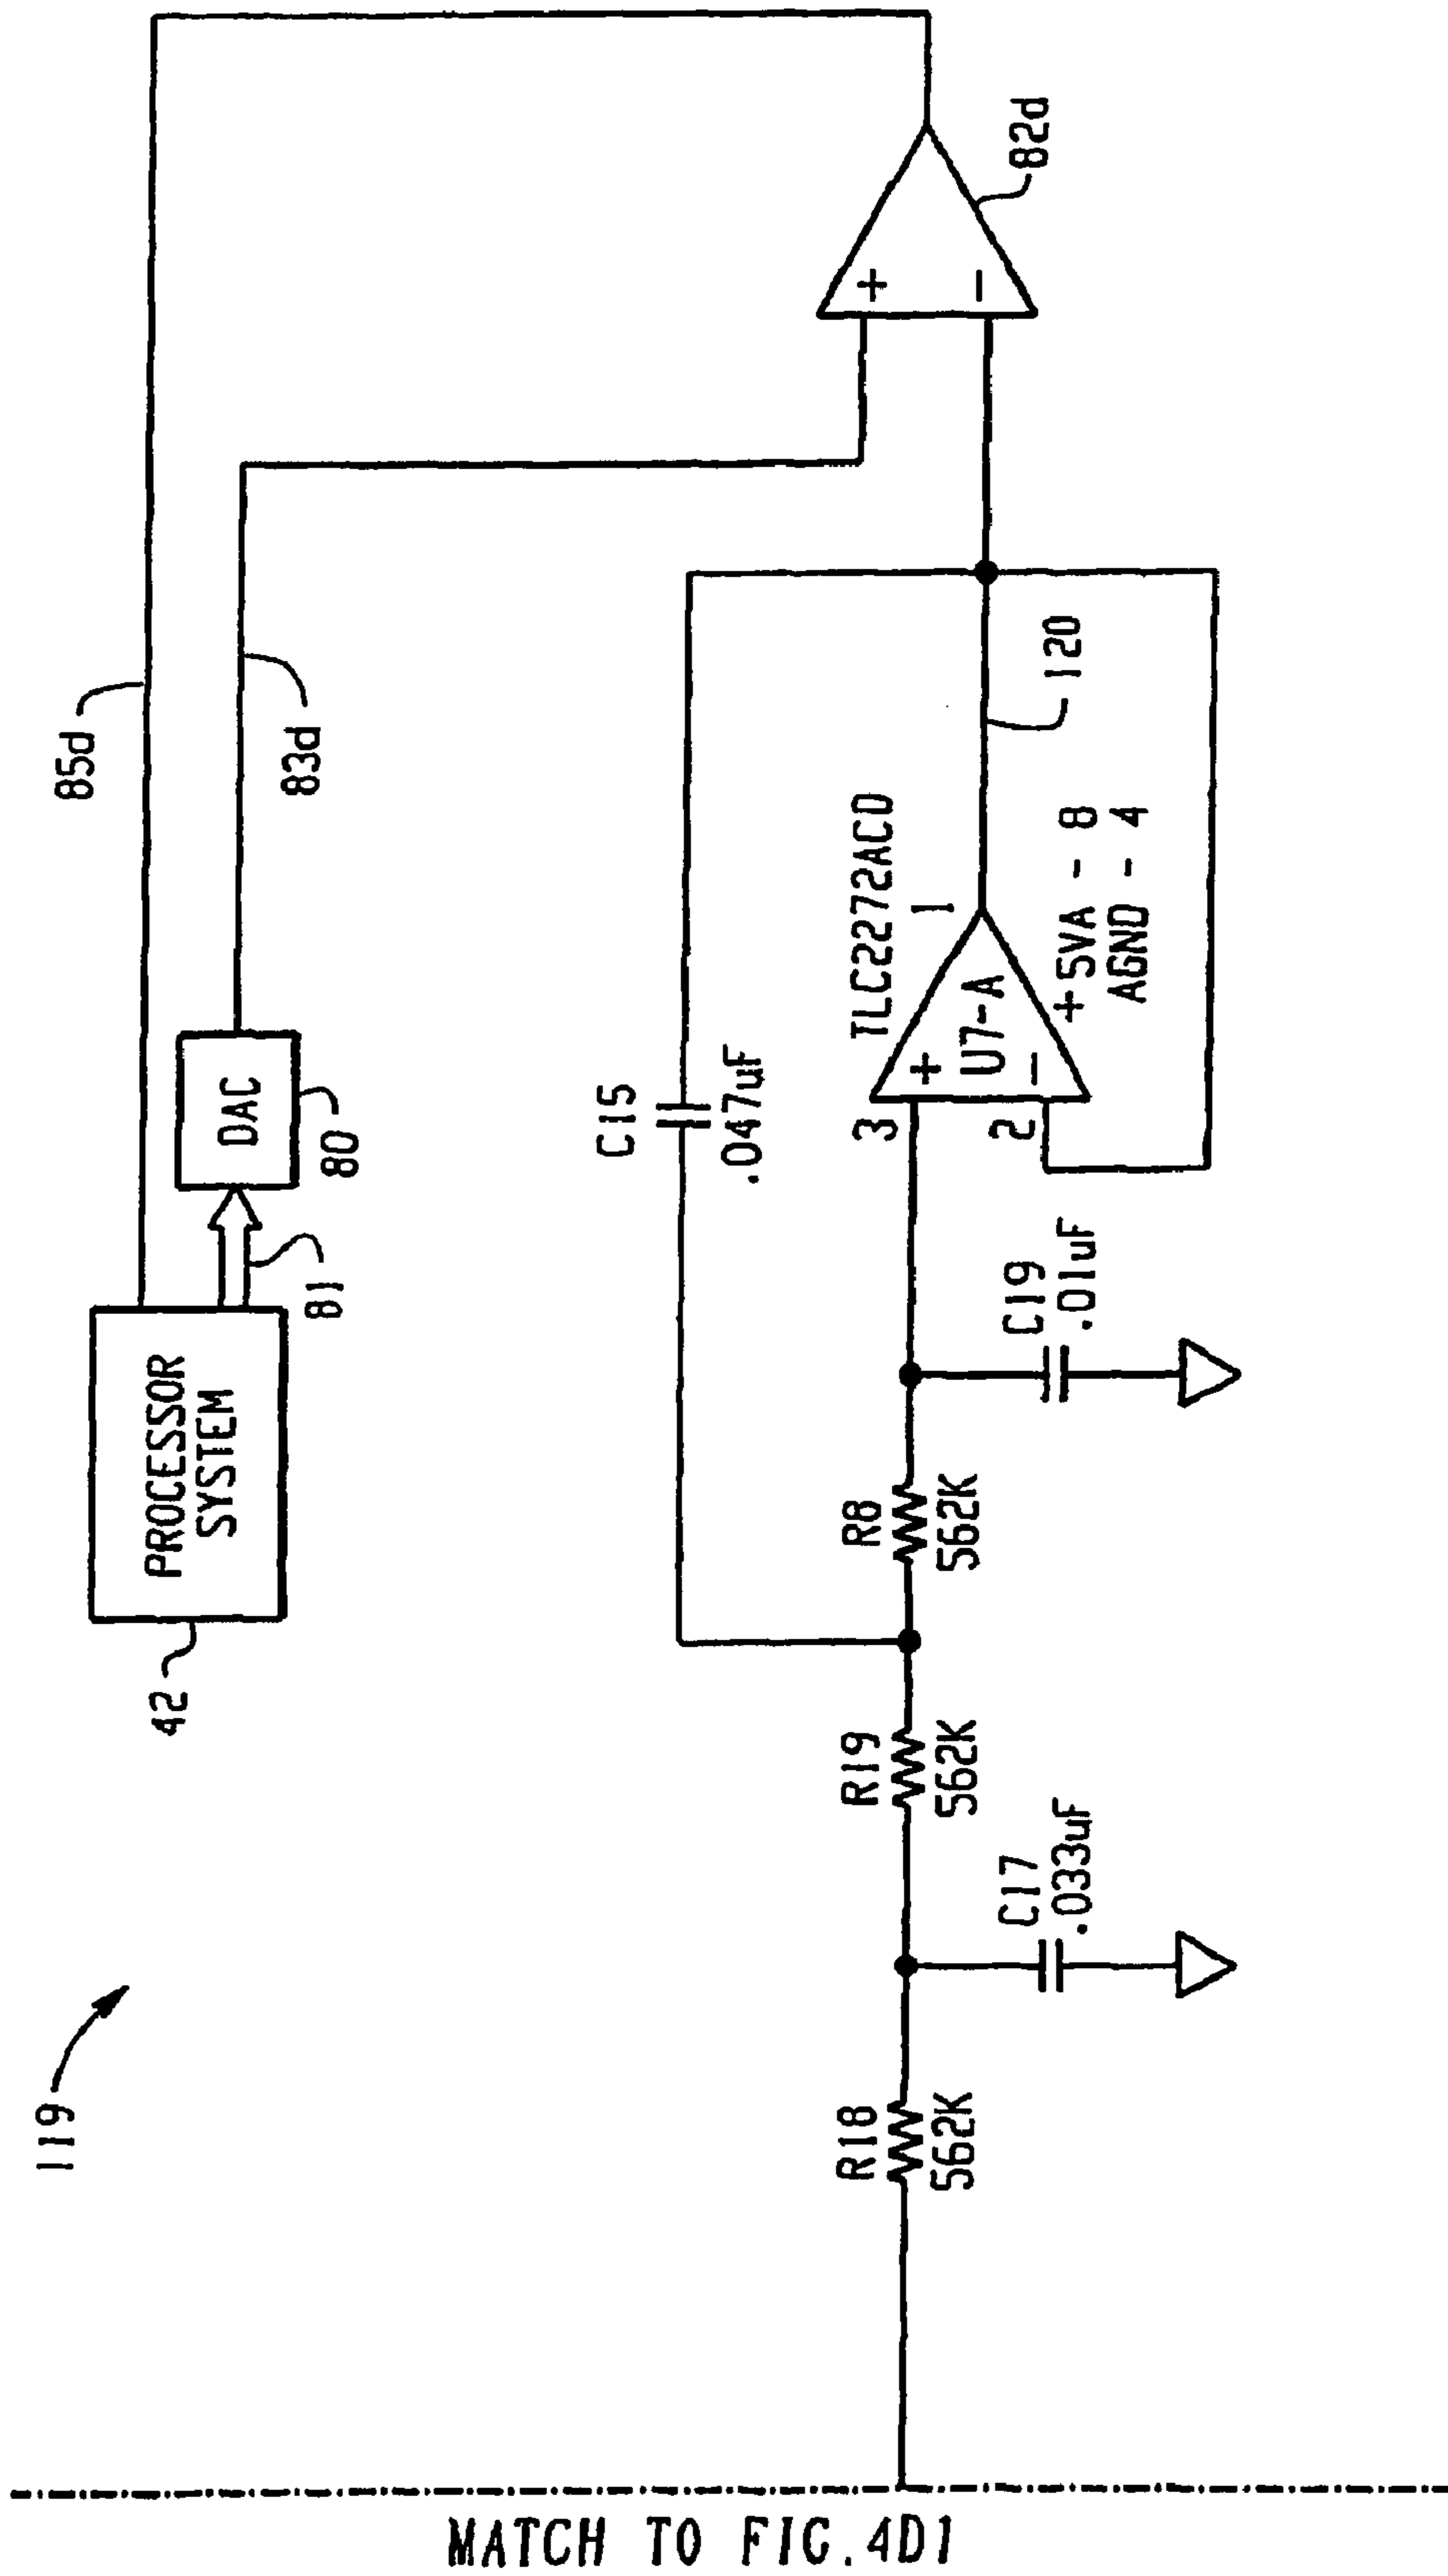 119
42
PROCESSOR
SYSTEM
81
DAC
80
85d
83d
82d
C15
.047uF
R18
562K
C17
.033uF
R19
562K
R8
562K
C19
.01uF
3
2
+
U7-A
-
TLC2272ACD
1
+5VA - 8
AGND - 4
120
+
-
MATCH TO FIG.4D1